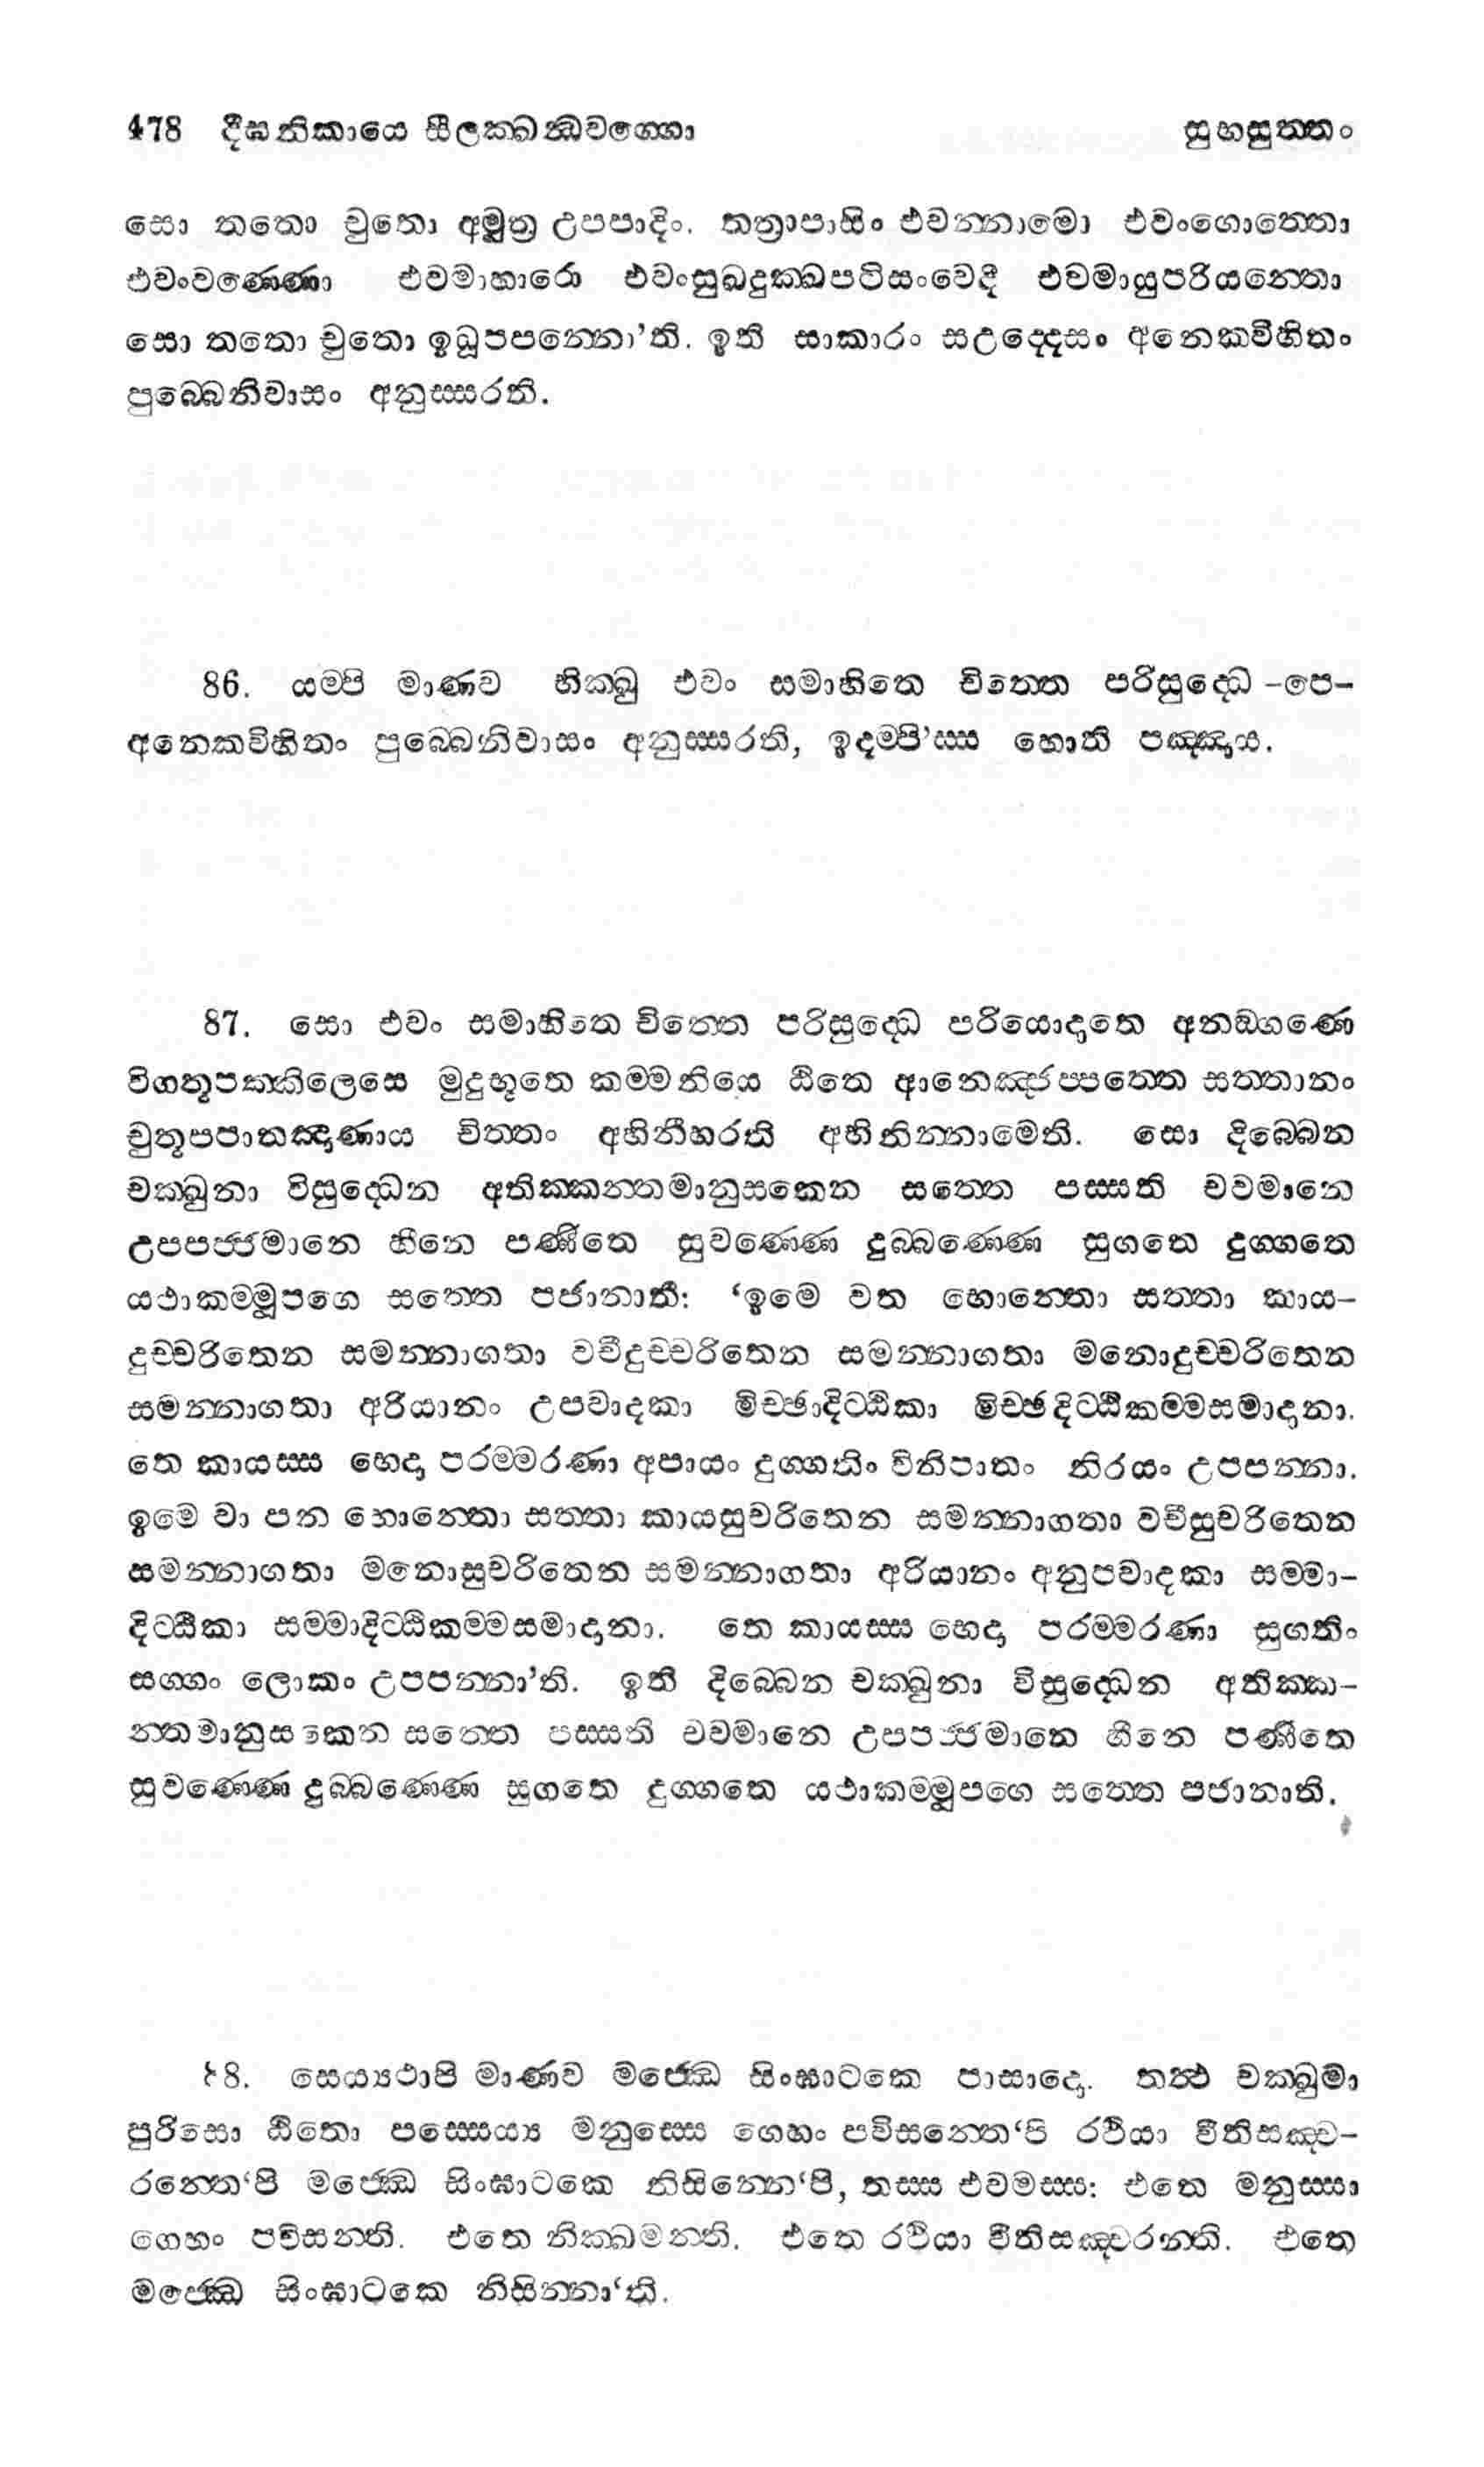 478 දීඝනිකායෙ සීලක්ඛන්ධවග්ගො සුභසුත්තං
සො තතො චුතො අමුත්‍ර උපපාදිං. තත්‍රාපාසිං එවන්නාමො එවංගොත්තො
එවංවණ්ණො එවමාහාරො එවංසුඛදුක්ඛපටිසංවෙදී එවමායුපරියන්තො
සො තතො චුතො ඉධූපපන්නො’ති. ඉති සාකාරං සඋද්දෙසං අනෙකවිහිතං
පුබ්බෙනිවාසං අනුස්සරති.
86. යම්පි මාණව භික්ඛු එවං සමාහිතෙ චිත්තෙ පරිසුද්ධෙ -පෙ-
අනෙකවිහිතං පුබ්බෙනිවාසං අනුස්සරති, ඉදම්පි’ස්ස හොති පඤ්ඤාය.
87. සො එවං සමාහිතෙ චිත්තෙ පරිසුද්ධෙ පරියොදාතෙ අනඞ්ගණෙ
විගතූපක්කිලෙසෙ මුදුභූතෙ කම්මනියෙ ඨිතෙ ආනෙඤ්ජප්පත්තෙ සත්තානං
චුතූපපාතඤාණාය චිත්තං අභිනීහරති අභිනින්නාමෙති. සො දිබ්බෙන
චක්ඛුනා විසුද්ධෙන අතික්කන්තමානුසකෙන සත්තෙ පස්සති චවමානෙ
උපපජ්ජමානෙ හීනෙ පණීතෙ සුවණ්ණෙ දුබ්බණ්ණෙ සුගතෙ දුග්ගතෙ
යථාකම්මූපගෙ සත්තෙ පජානාති: ‘ඉමෙ වත භොන්තො සත්තා කාය-
දුච්චරිතෙන සමන්නාගතා වචීදුච්චරිතෙන සමන්නාගතා මනොදුච්චරිතෙන
සමන්නාගතා අරියානං උපවාදකා මිච්ඡාදිට්ඨිකා මිච්ඡදිට්ඨිකම්මසමාදානා.
තෙ කායස්ස භෙදා පරම්මරණා අපායං දුග්ගතිං විනිපාතං නිරයං උපපන්නා.
ඉමෙ වා පන භොන්තො සත්තා කායසුචරිතෙන සමන්නාගතා වචීසුචරිතෙන
සමන්නාගතා මනොසුචරිතෙන සමන්නාගතා අරියානං අනුපවාදකා සම්මා-
දිට්ඨිකා සම්මාදිට්ඨිකම්මසමාදානා. තෙ කායස්ස භෙදා පරම්මරණා සුගතිං
සග්ගං ලොකං උපපන්නා’ති. ඉති දිබ්බෙන චක්ඛුනා විසුද්ධෙන අතික්ක-
න්තමානුසකෙන සත්තෙ පස්සති චවමානෙ උපපජ්ජමානෙ හීනෙ පණීතෙ
සුවණ්ණෙ දුබ්බණ්ණෙ සුගතෙ දුග්ගතෙ යථාකම්මූපගෙ සත්තෙ පජානාති.
88. සෙය්‍යථාපි මාණව මජ්ඣෙ සිංඝාටකෙ පාසාදො. තත්‍ථ චක්ඛුමා
පුරිසො ඨිතො පස්සෙය්‍ය මනුස්සෙ ගෙහං පවිසන්තෙ‘පි රථියා වීතිසඤ්ච-
රන්තෙ‘පි මජ්ඣෙ සිංඝාටකෙ නිසින්නෙ‘පි, තස්ස එවමස්ස: එතෙ මනුස්සා
ගෙහං පවිසන්ති. එතෙ නික්ඛමන්ති. එතෙ රථියා වීතිසඤ්චරන්ති. එතෙ
මජ්ඣෙ සිංඝාටකෙ නිසින්නා‘ති.